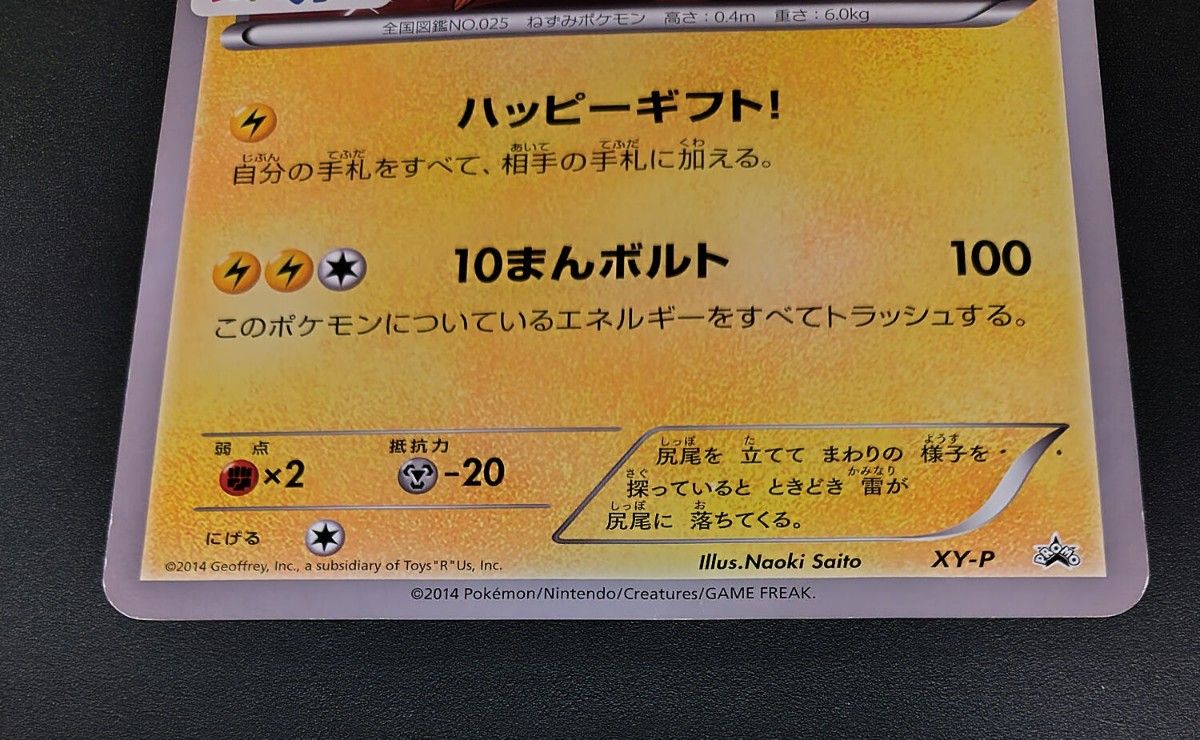 全国図鑑NO.025 ねずみポケモン 高さ:0.4m 重さ:6.0kg
ハッピーギフト!
自分の手札をすべて、相手の手札に加える。
10まんボルト 100
このポケモンについているエネルギーをすべてトラッシュする。
弱点 抵抗力
×2 -20
にげる
尻尾を 立てて まわりの 様子を
探っていると ときどき 雷が
尻尾に 落ちてくる。
©2014 Geoffrey, Inc., a subsidiary of Toys"R"Us, Inc.
Illus.Naoki Saito XY-P PROMO
©2014 Pokémon/Nintendo/Creatures/GAME FREAK.